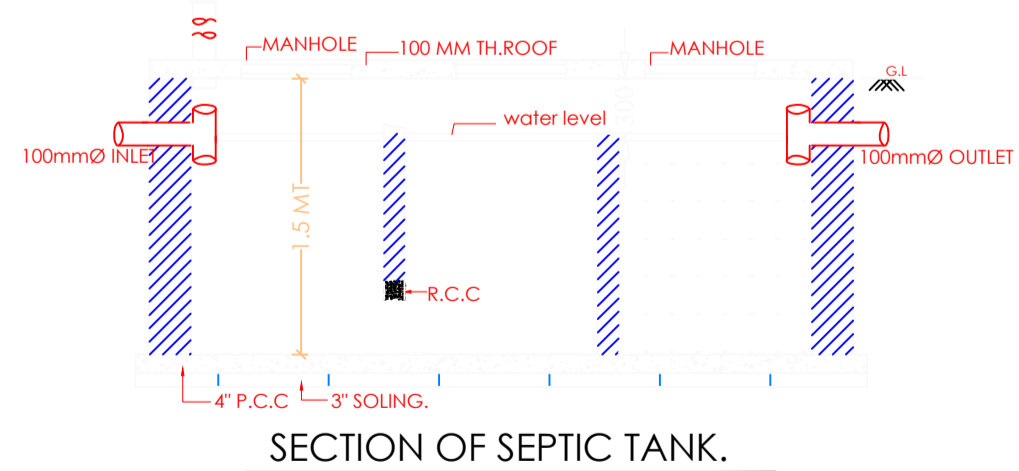 MANHOLE
100 MM TH.ROOF
MANHOLE
G.L
300
water level
100mmØ INLET
100mmØ OUTLET
1.5 MT
R.C.C
4" P.C.C
3" SOLING.
SECTION OF SEPTIC TANK.